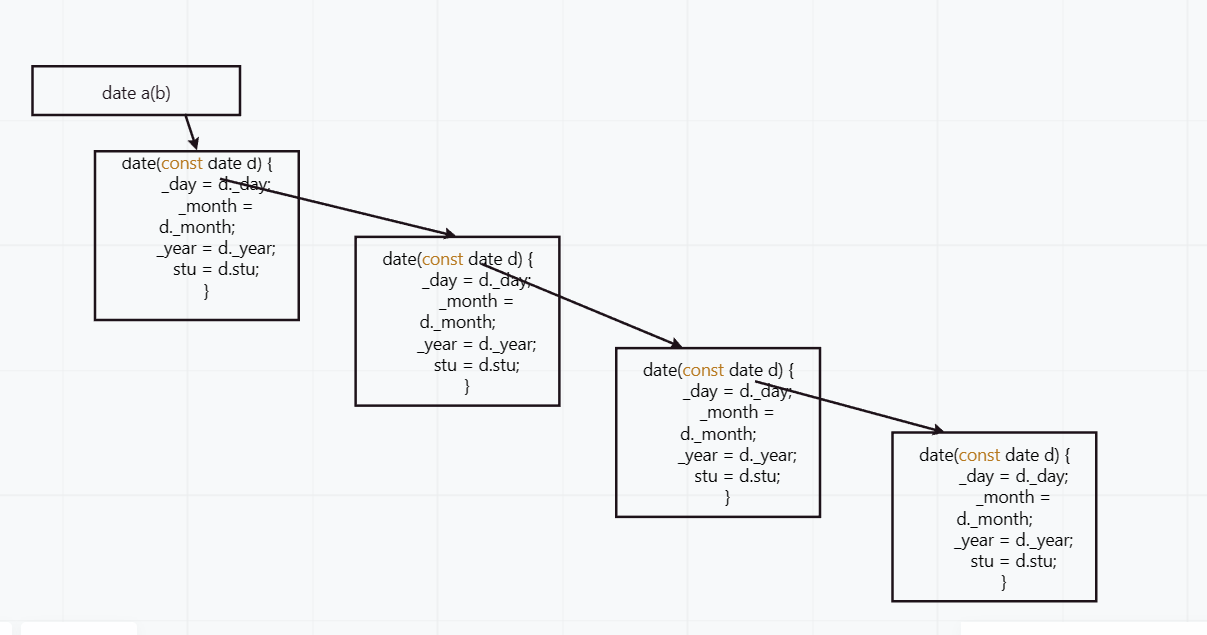 date a(b)
date(const date d) {
_day = d._day;
_month =
d._month;
_year = d._year;
stu = d.stu;
}
date(const date d) {
_day = d._day;
_month =
d._month;
_year = d._year;
stu = d.stu;
}
date(const date d) {
_day = d._day;
_month =
d._month;
_year = d._year;
stu = d.stu;
}
date(const date d) {
_day = d._day;
_month =
d._month;
_year = d._year;
stu = d.stu;
}